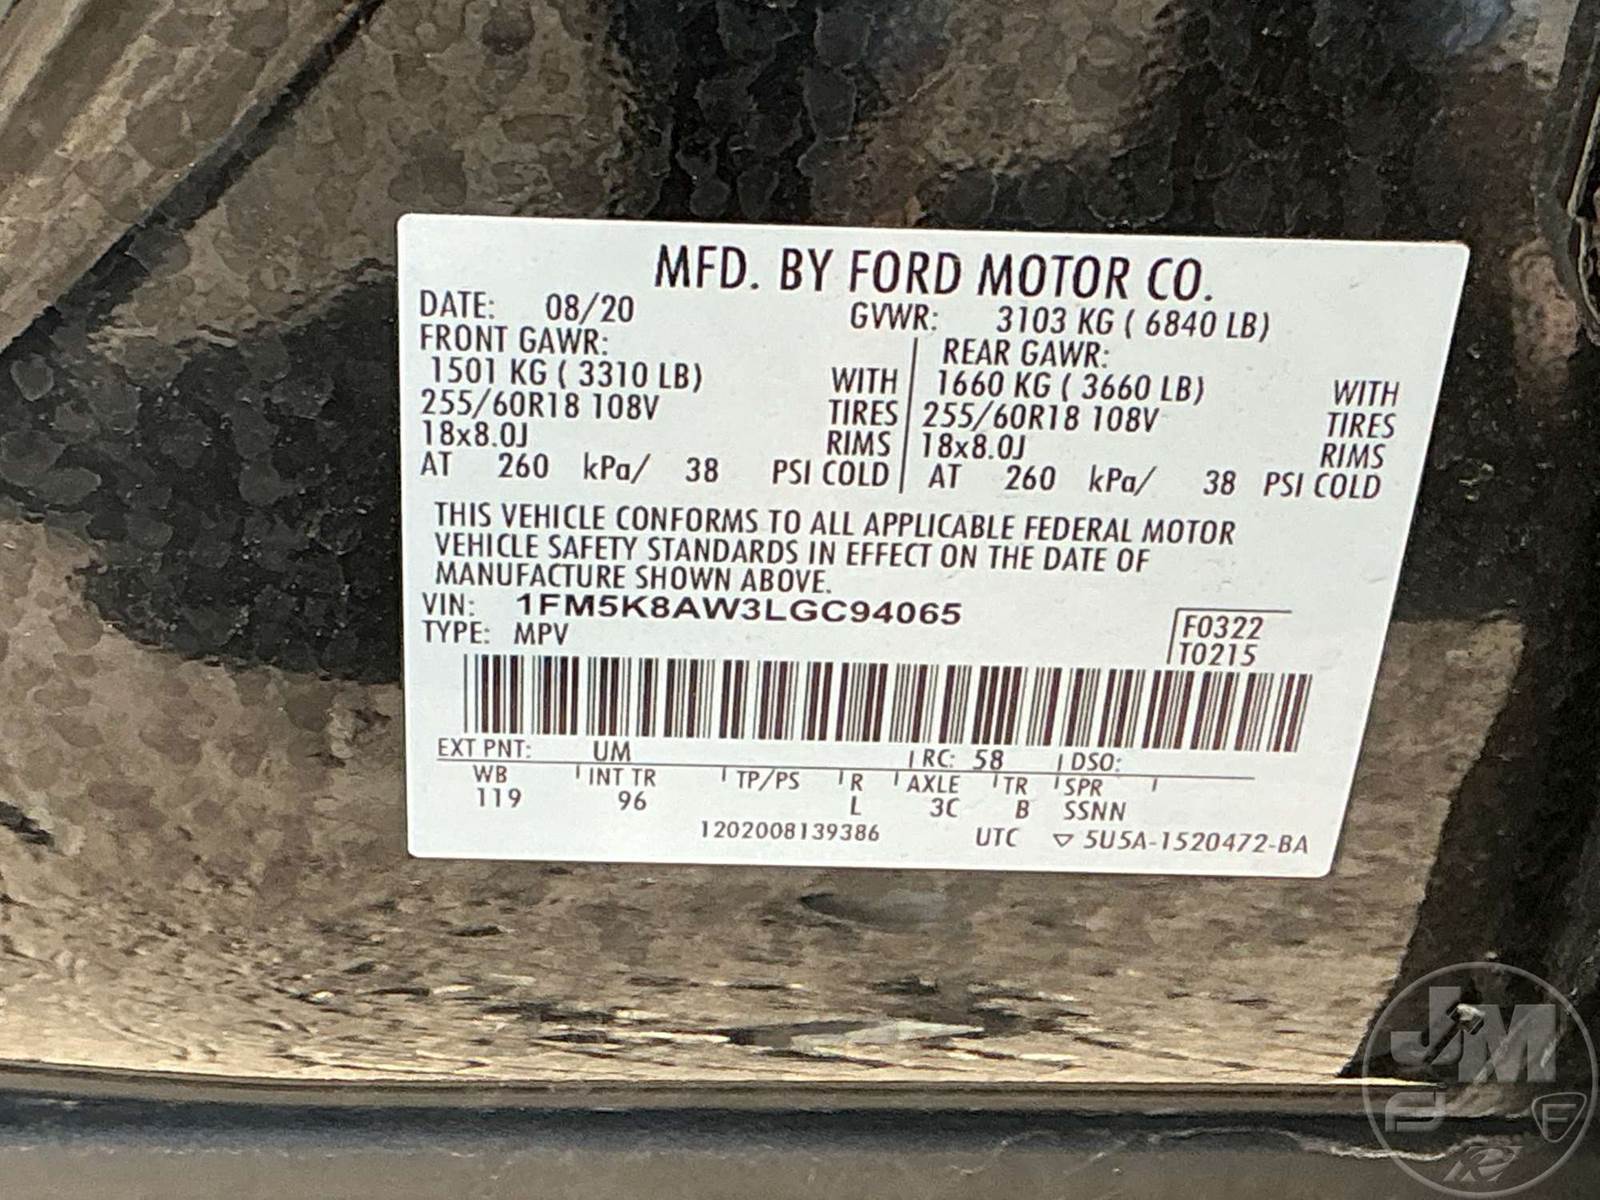 MFD. BY FORD MOTOR CO.
DATE: 08/20 GVWR: 3103 KG ( 6840 LB)
FRONT GAWR: REAR GAWR:
1501 KG ( 3310 LB) WITH 1660 KG ( 3660 LB) WITH
255/60R18 108V TIRES 255/60R18 108V TIRES
18x8.0J RIMS 18x8.0J RIMS
AT 260 kPa/ 38 PSI COLD AT 260 kPa/ 38 PSI COLD
THIS VEHICLE CONFORMS TO ALL APPLICABLE FEDERAL MOTOR
VEHICLE SAFETY STANDARDS IN EFFECT ON THE DATE OF
MANUFACTURE SHOWN ABOVE.
VIN: 1FM5K8AW3LGC94065
TYPE: MPV
F0322
T0215
EXT PNT: UM RC: 58 DSO:
WB INT TR TP/PS R AXLE TR SPR
119 96 L 3C B SSNN
1202008139386 UTC ▽ 5U5A-1520472-BA
JM
F